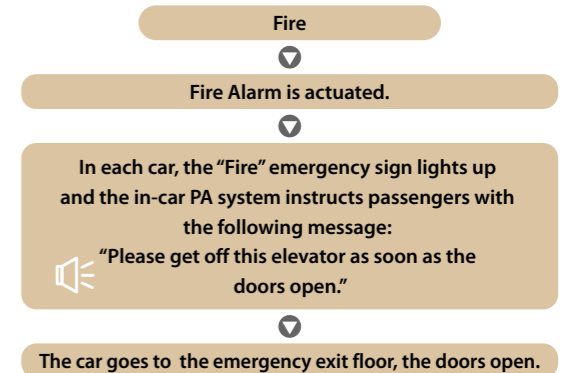 Fire
Fire Alarm is actuated.
In each car, the “Fire” emergency sign lights up
and the in-car PA system instructs passengers with
the following message:
“Please get off this elevator as soon as the
doors open.”
The car goes to the emergency exit floor, the doors open.